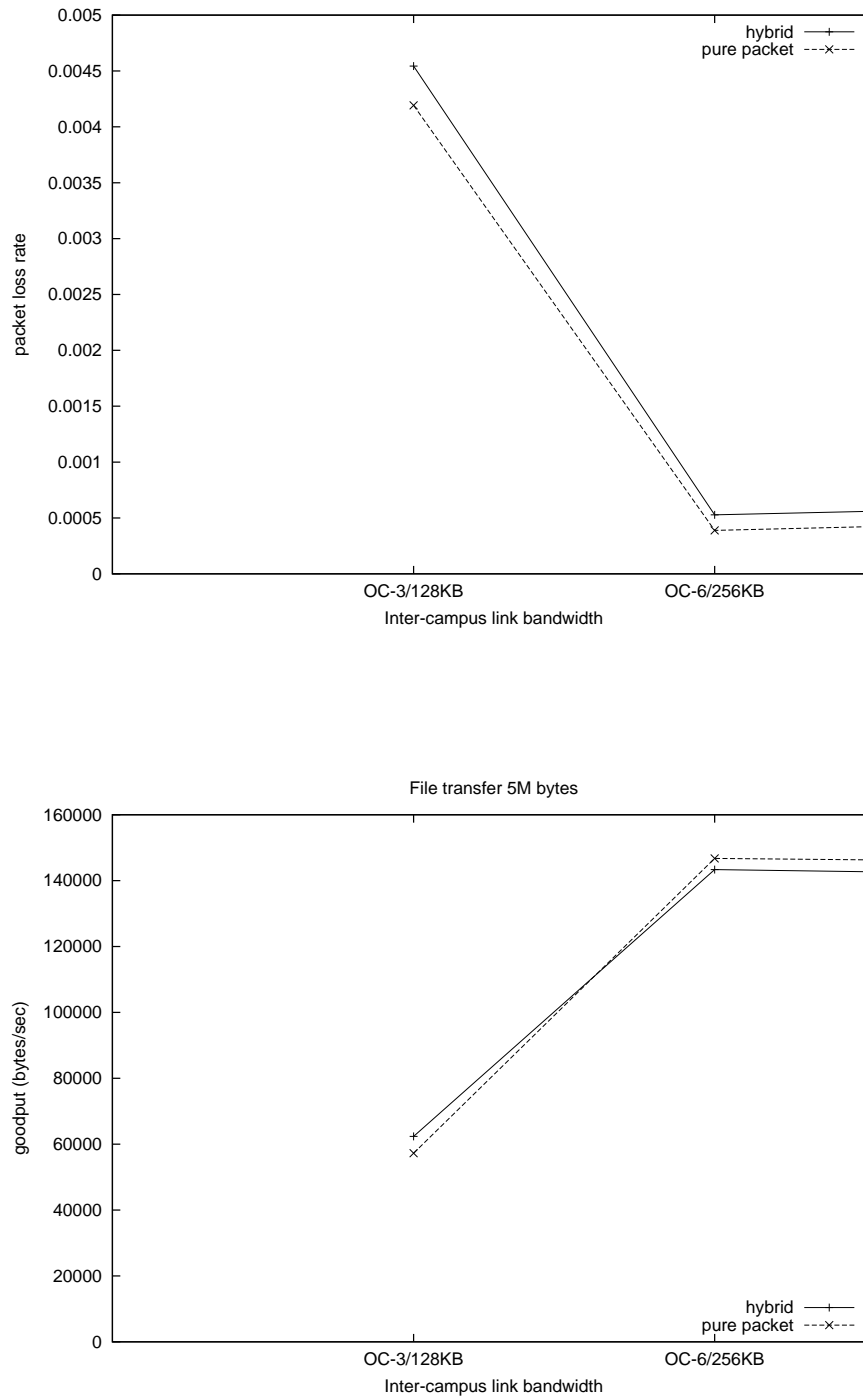 0.005
hybrid
pure packet
0.0045
0.004
0.0035
0.003
0.0025
0.002
0.0015
0.001
0.0005
0
packet loss rate
OC-3/128KB OC-6/256KB
Inter-campus link bandwidth
File transfer 5M bytes
160000
140000
120000
100000
80000
60000
40000
20000
0
goodput (bytes/sec)
hybrid
pure packet
OC-3/128KB OC-6/256KB
Inter-campus link bandwidth